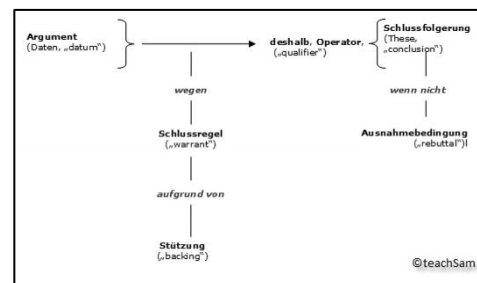 Argument
(Daten, „datum")
deshalb, Operator,
(„qualifier")
Schlussfolgerung
(These,
„conclusion")
wegen
wenn nicht
Schlussregel
(„warrant")
Ausnahmebedingung
(„rebuttal")l
aufgrund von
Stützung
(„backing")
©teachSam